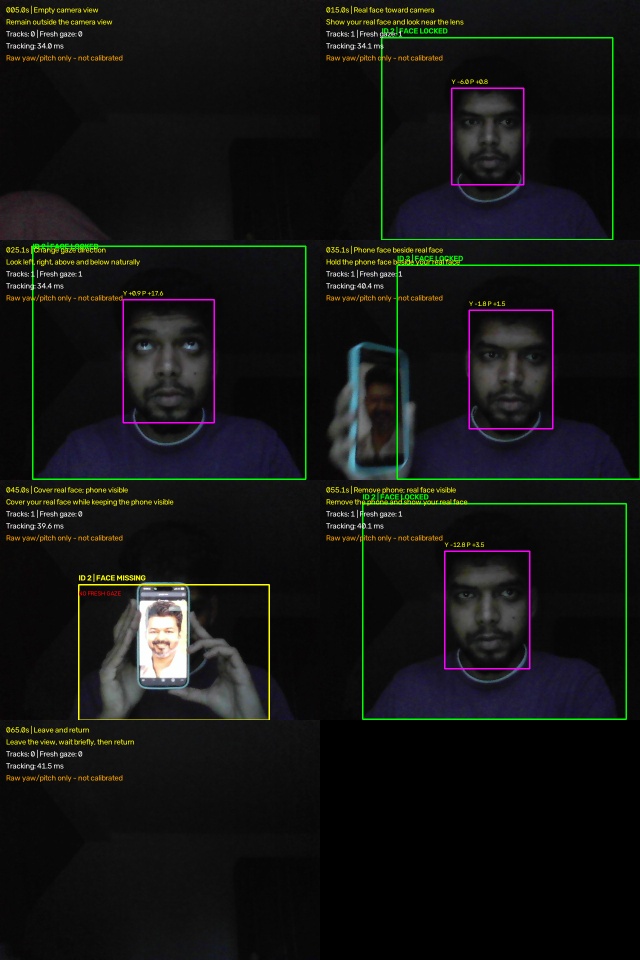 005.0s | Empty camera view
Remain outside the camera view
Tracks: 0 | Fresh gaze: 0
Tracking: 34.0 ms
Raw yaw/pitch only - not calibrated
015.0s | Real face toward camera
Show your real face and look near the lens
Tracks: 1 | Fresh gaze: 1
ID 2 | FACE LOCKED
Tracking: 34.1 ms
Raw yaw/pitch only - not calibrated
Y -6.0 P +0.8
ID 2 | FACE LOCKED
025.1s | Change gaze direction
Look left, right, above and below naturally
Tracks: 1 | Fresh gaze: 1
Tracking: 34.4 ms
Raw yaw/pitch only - not calibrated
Y +0.9 P +17.6
035.1s | Phone face beside real face
ID 2 | FACE LOCKED
Hold the phone face beside your real face
Tracks: 1 | Fresh gaze: 1
Tracking: 40.4 ms
Raw yaw/pitch only - not calibrated
Y -1.8 P +1.5
045.0s | Cover real face; phone visible
Cover your real face while keeping the phone visible
Tracks: 1 | Fresh gaze: 0
Tracking: 39.6 ms
Raw yaw/pitch only - not calibrated
ID 2 | FACE MISSING
NO FRESH GAZE
055.1s | Remove phone; real face visible
ID 2 | FACE LOCKED
Remove the phone and show your real face
Tracks: 1 | Fresh gaze: 1
Tracking: 40.1 ms
Raw yaw/pitch only - not calibrated
Y -12.8 P +3.5
065.0s | Leave and return
Leave the view, wait briefly, then return
Tracks: 0 | Fresh gaze: 0
Tracking: 41.5 ms
Raw yaw/pitch only - not calibrated